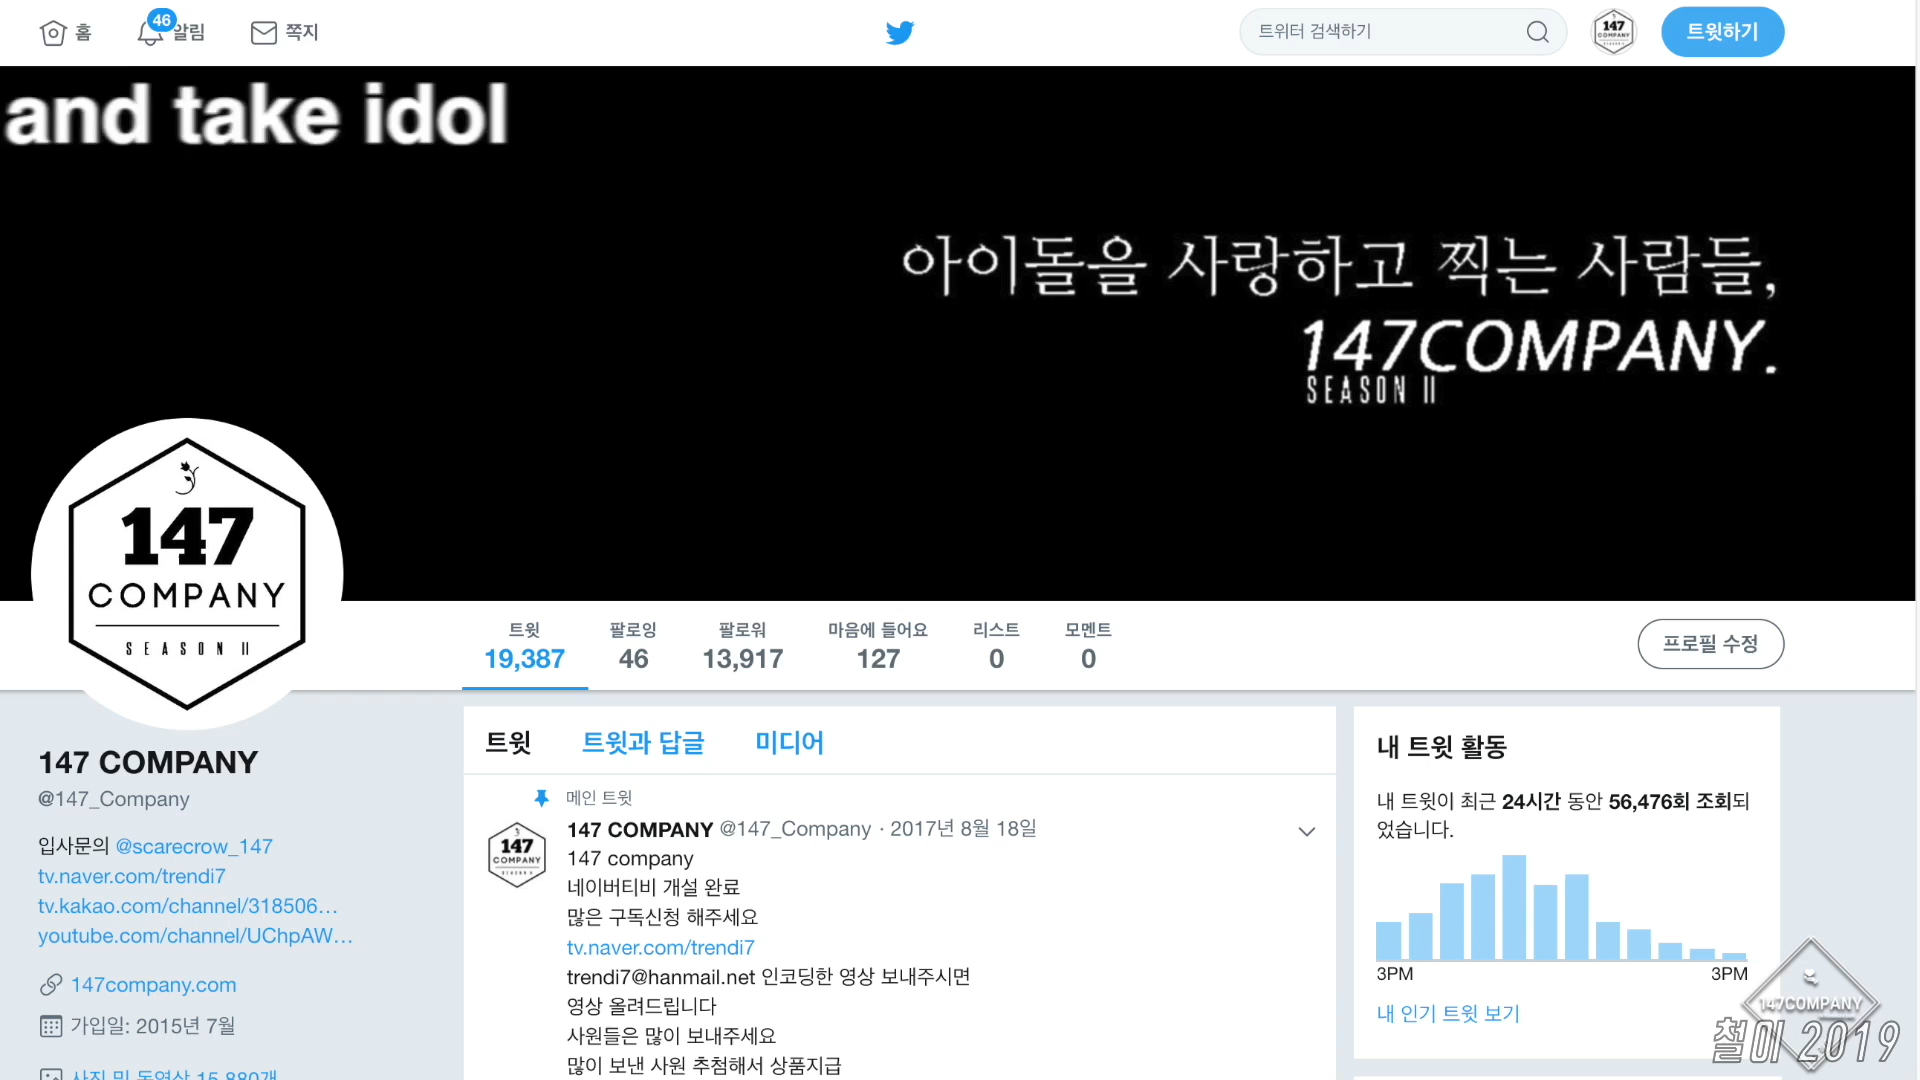 홈
46
알림
쪽지
트위터 검색하기
147
COMPANY
트윗하기
and take idol
아이돌을 사랑하고 찍는 사람들,
147COMPANY.
SEASON II
147
COMPANY
SEASON II
트윗 19,387
팔로잉 46
팔로워 13,917
마음에 들어요 127
리스트 0
모멘트 0
프로필 수정
147 COMPANY
@147_Company
입사문의 @scarecrow_147
tv.naver.com/trendi7
tv.kakao.com/channel/318506…
youtube.com/channel/UChpAW…
147company.com
가입일: 2015년 7월
사진 및 동영상 15,880개
트윗 트윗과 답글 미디어
메인 트윗
147
COMPANY
147 COMPANY @147_Company · 2017년 8월 18일
147 company
네이버티비 개설 완료
많은 구독신청 해주세요
tv.naver.com/trendi7
trendi7@hanmail.net 인코딩한 영상 보내주시면
영상 올려드립니다
사원들은 많이 보내주세요
많이 보낸 사원 추첨해서 상품지급
내 트윗 활동
내 트윗이 최근 24시간 동안 56,476회 조회되
었습니다.
3PM 3PM
내 인기 트윗 보기
147COMPANY
철이 2019